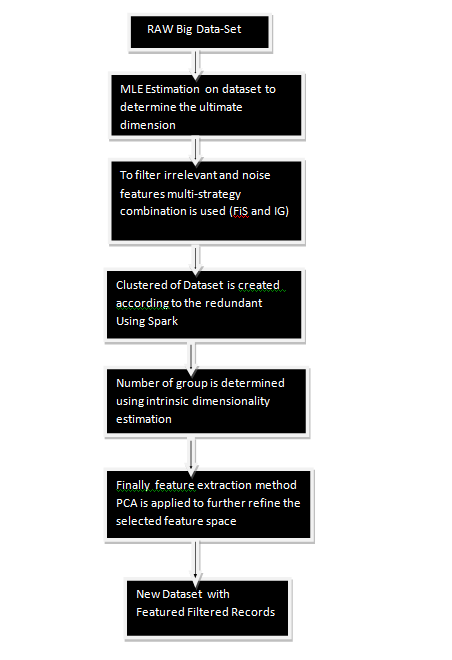 RAW Big Data-Set
MLE Estimation on dataset to
determine the ultimate
dimension
To filter irrelevant and noise
features multi-strategy
combination is used (FiS and IG)
Clustered of Dataset is created
according to the redundant
Using Spark
Number of group is determined
using intrinsic dimensionality
estimation
Finally feature extraction method
PCA is applied to further refine the
selected feature space
New Dataset with
Featured Filtered Records